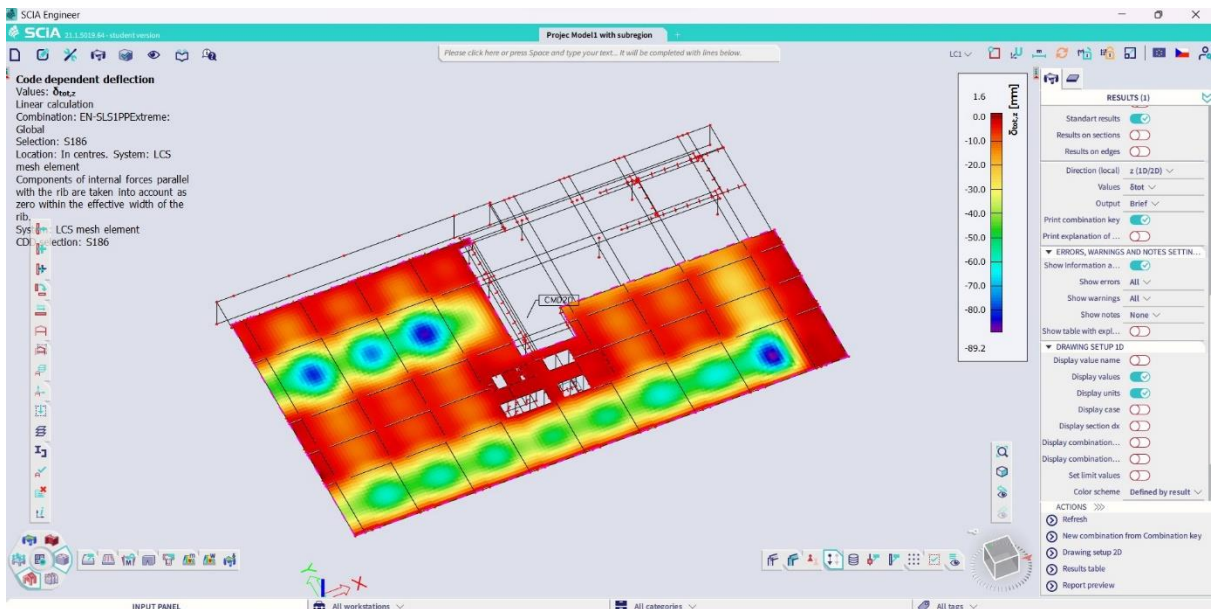 SCIA Engineer
SCIA 21.1.5019.64 - student version
Projec Model1 with subregion
Please click here or press Space and type your text... It will be completed with lines below.
LC1
Code dependent deflection
Values: δtot,z
Linear calculation
Combination: EN-SLS1PPExtreme:
Global
Selection: S186
Location: In centres. System: LCS
mesh element
Components of internal forces parallel
with the rib are taken into account as
zero within the effective width of the
rib.
LCS mesh element
S186
CMD2D
1.6
0.0
-10.0
-20.0
-30.0
-40.0
-50.0
-60.0
-70.0
-80.0
-89.2
δtot,z [mm]
RESULTS (1)
Standart results
Results on sections
Results on edges
Direction (local) z (1D/2D)
Values δtot
Output Brief
Print combination key
Print explanation of ...
ERRORS, WARNINGS AND NOTES SETTIN...
Show information a...
Show errors All
Show warnings All
Show notes None
Show table with expl...
DRAWING SETUP 1D
Display value name
Display values
Display units
Display case
Display section dx
Display combination...
Display combination...
Set limit values
Color scheme Defined by result
ACTIONS
Refresh
New combination from Combination key
Drawing setup 2D
Results table
Report preview
Y
X
INPUT PANEL
All workstations
All categories
All tags